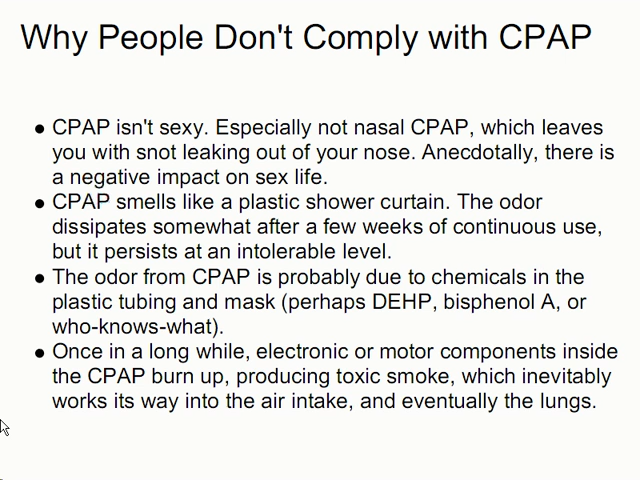 Why People Don't Comply with CPAP
● CPAP isn't sexy. Especially not nasal CPAP, which leaves
you with snot leaking out of your nose. Anecdotally, there is
a negative impact on sex life.
● CPAP smells like a plastic shower curtain. The odor
dissipates somewhat after a few weeks of continuous use,
but it persists at an intolerable level.
● The odor from CPAP is probably due to chemicals in the
plastic tubing and mask (perhaps DEHP, bisphenol A, or
who-knows-what).
● Once in a long while, electronic or motor components inside
the CPAP burn up, producing toxic smoke, which inevitably
works its way into the air intake, and eventually the lungs.